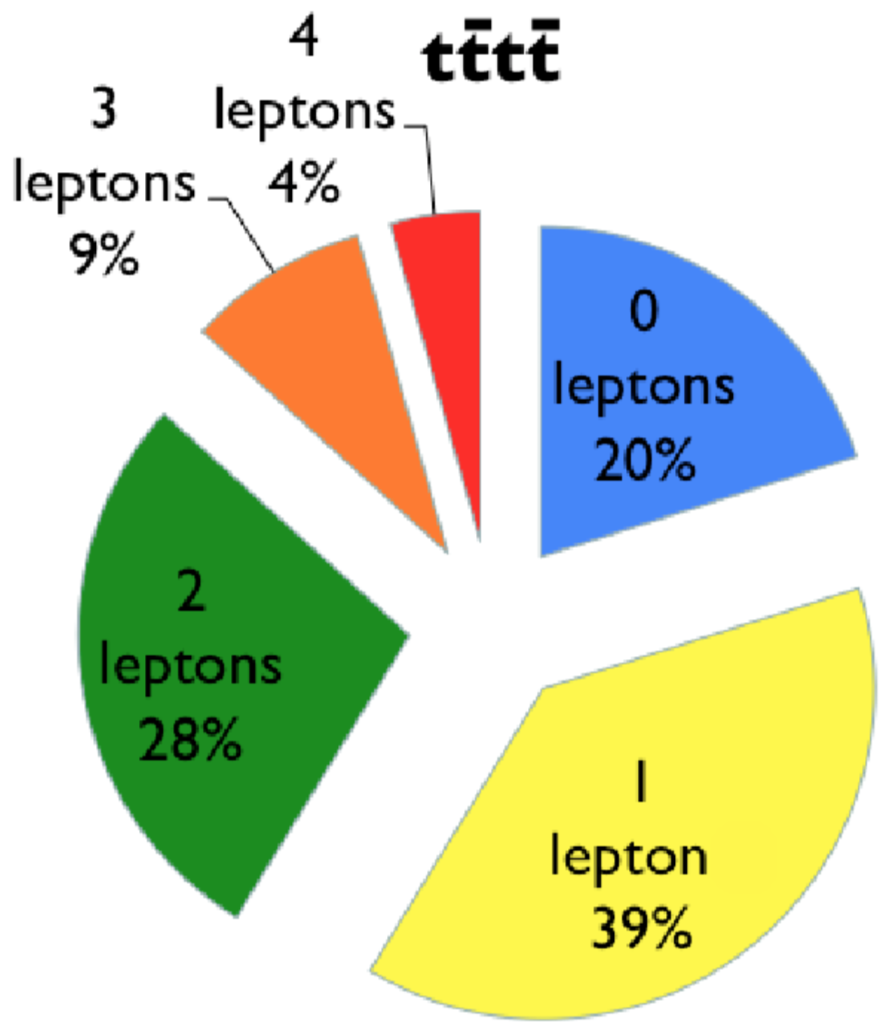 tt̄tt̄
4
leptons
4%
3
leptons
9%
0
leptons
20%
2
leptons
28%
1
lepton
39%